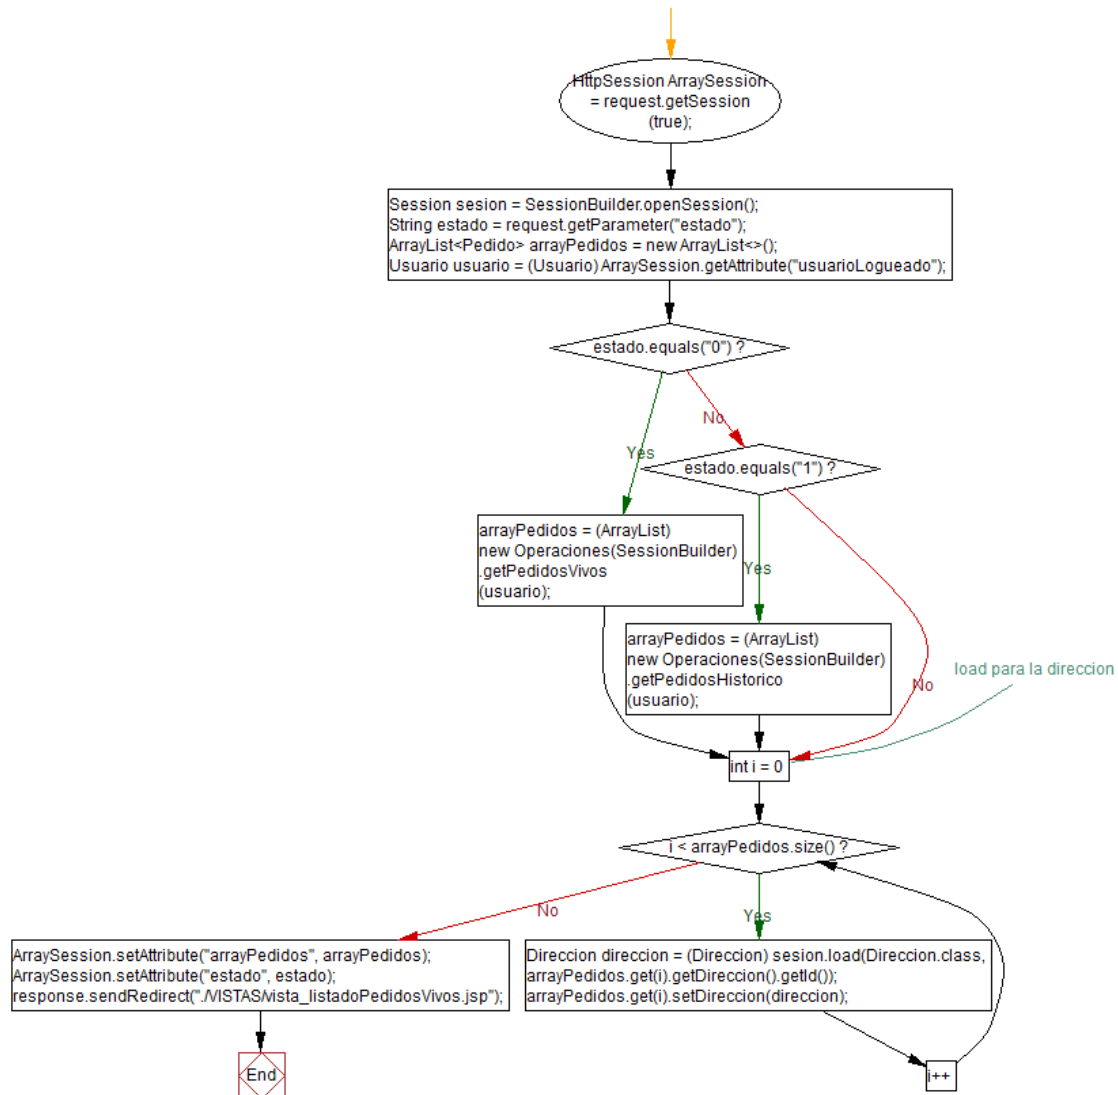 HttpSession ArraySession
= request.getSession
(true);
Session sesion = SessionBuilder.openSession();
String estado = request.getParameter("estado");
ArrayList<Pedido> arrayPedidos = new ArrayList<>();
Usuario usuario = (Usuario) ArraySession.getAttribute("usuarioLogueado");
estado.equals("0") ?
No
Yes
estado.equals("1") ?
arrayPedidos = (ArrayList)
new Operaciones(SessionBuilder)
.getPedidosVivos
(usuario);
Yes
arrayPedidos = (ArrayList)
new Operaciones(SessionBuilder)
.getPedidosHistorico
(usuario);
No
load para la direccion
int i = 0
i < arrayPedidos.size() ?
No
Yes
ArraySession.setAttribute("arrayPedidos", arrayPedidos);
ArraySession.setAttribute("estado", estado);
response.sendRedirect("./VISTAS/vista_listadoPedidosVivos.jsp");
Direccion direccion = (Direccion) sesion.load(Direccion.class,
arrayPedidos.get(i).getDireccion().getId());
arrayPedidos.get(i).setDireccion(direccion);
End
i++